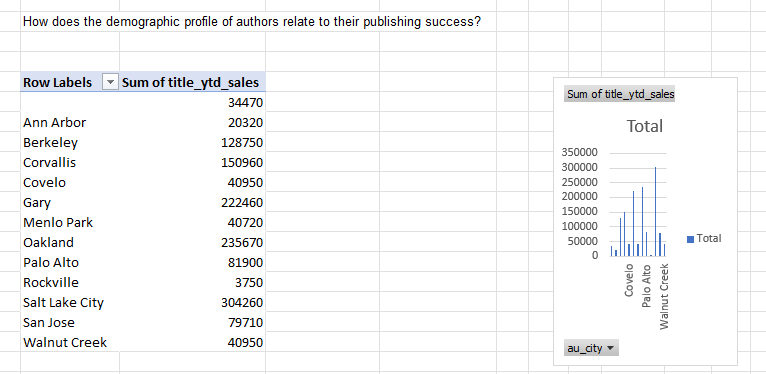 How does the demographic profile of authors relate to their publishing success?
Row Labels Sum of title_ytd_sales
34470
Ann Arbor 20320
Berkeley 128750
Corvallis 150960
Covelo 40950
Gary 222460
Menlo Park 40720
Oakland 235670
Palo Alto 81900
Rockville 3750
Salt Lake City 304260
San Jose 79710
Walnut Creek 40950
Sum of title_ytd_sales
Total
350000
300000
250000
200000
150000
100000
50000
0
Covelo
Palo Alto
Walnut Creek
Total
au_city